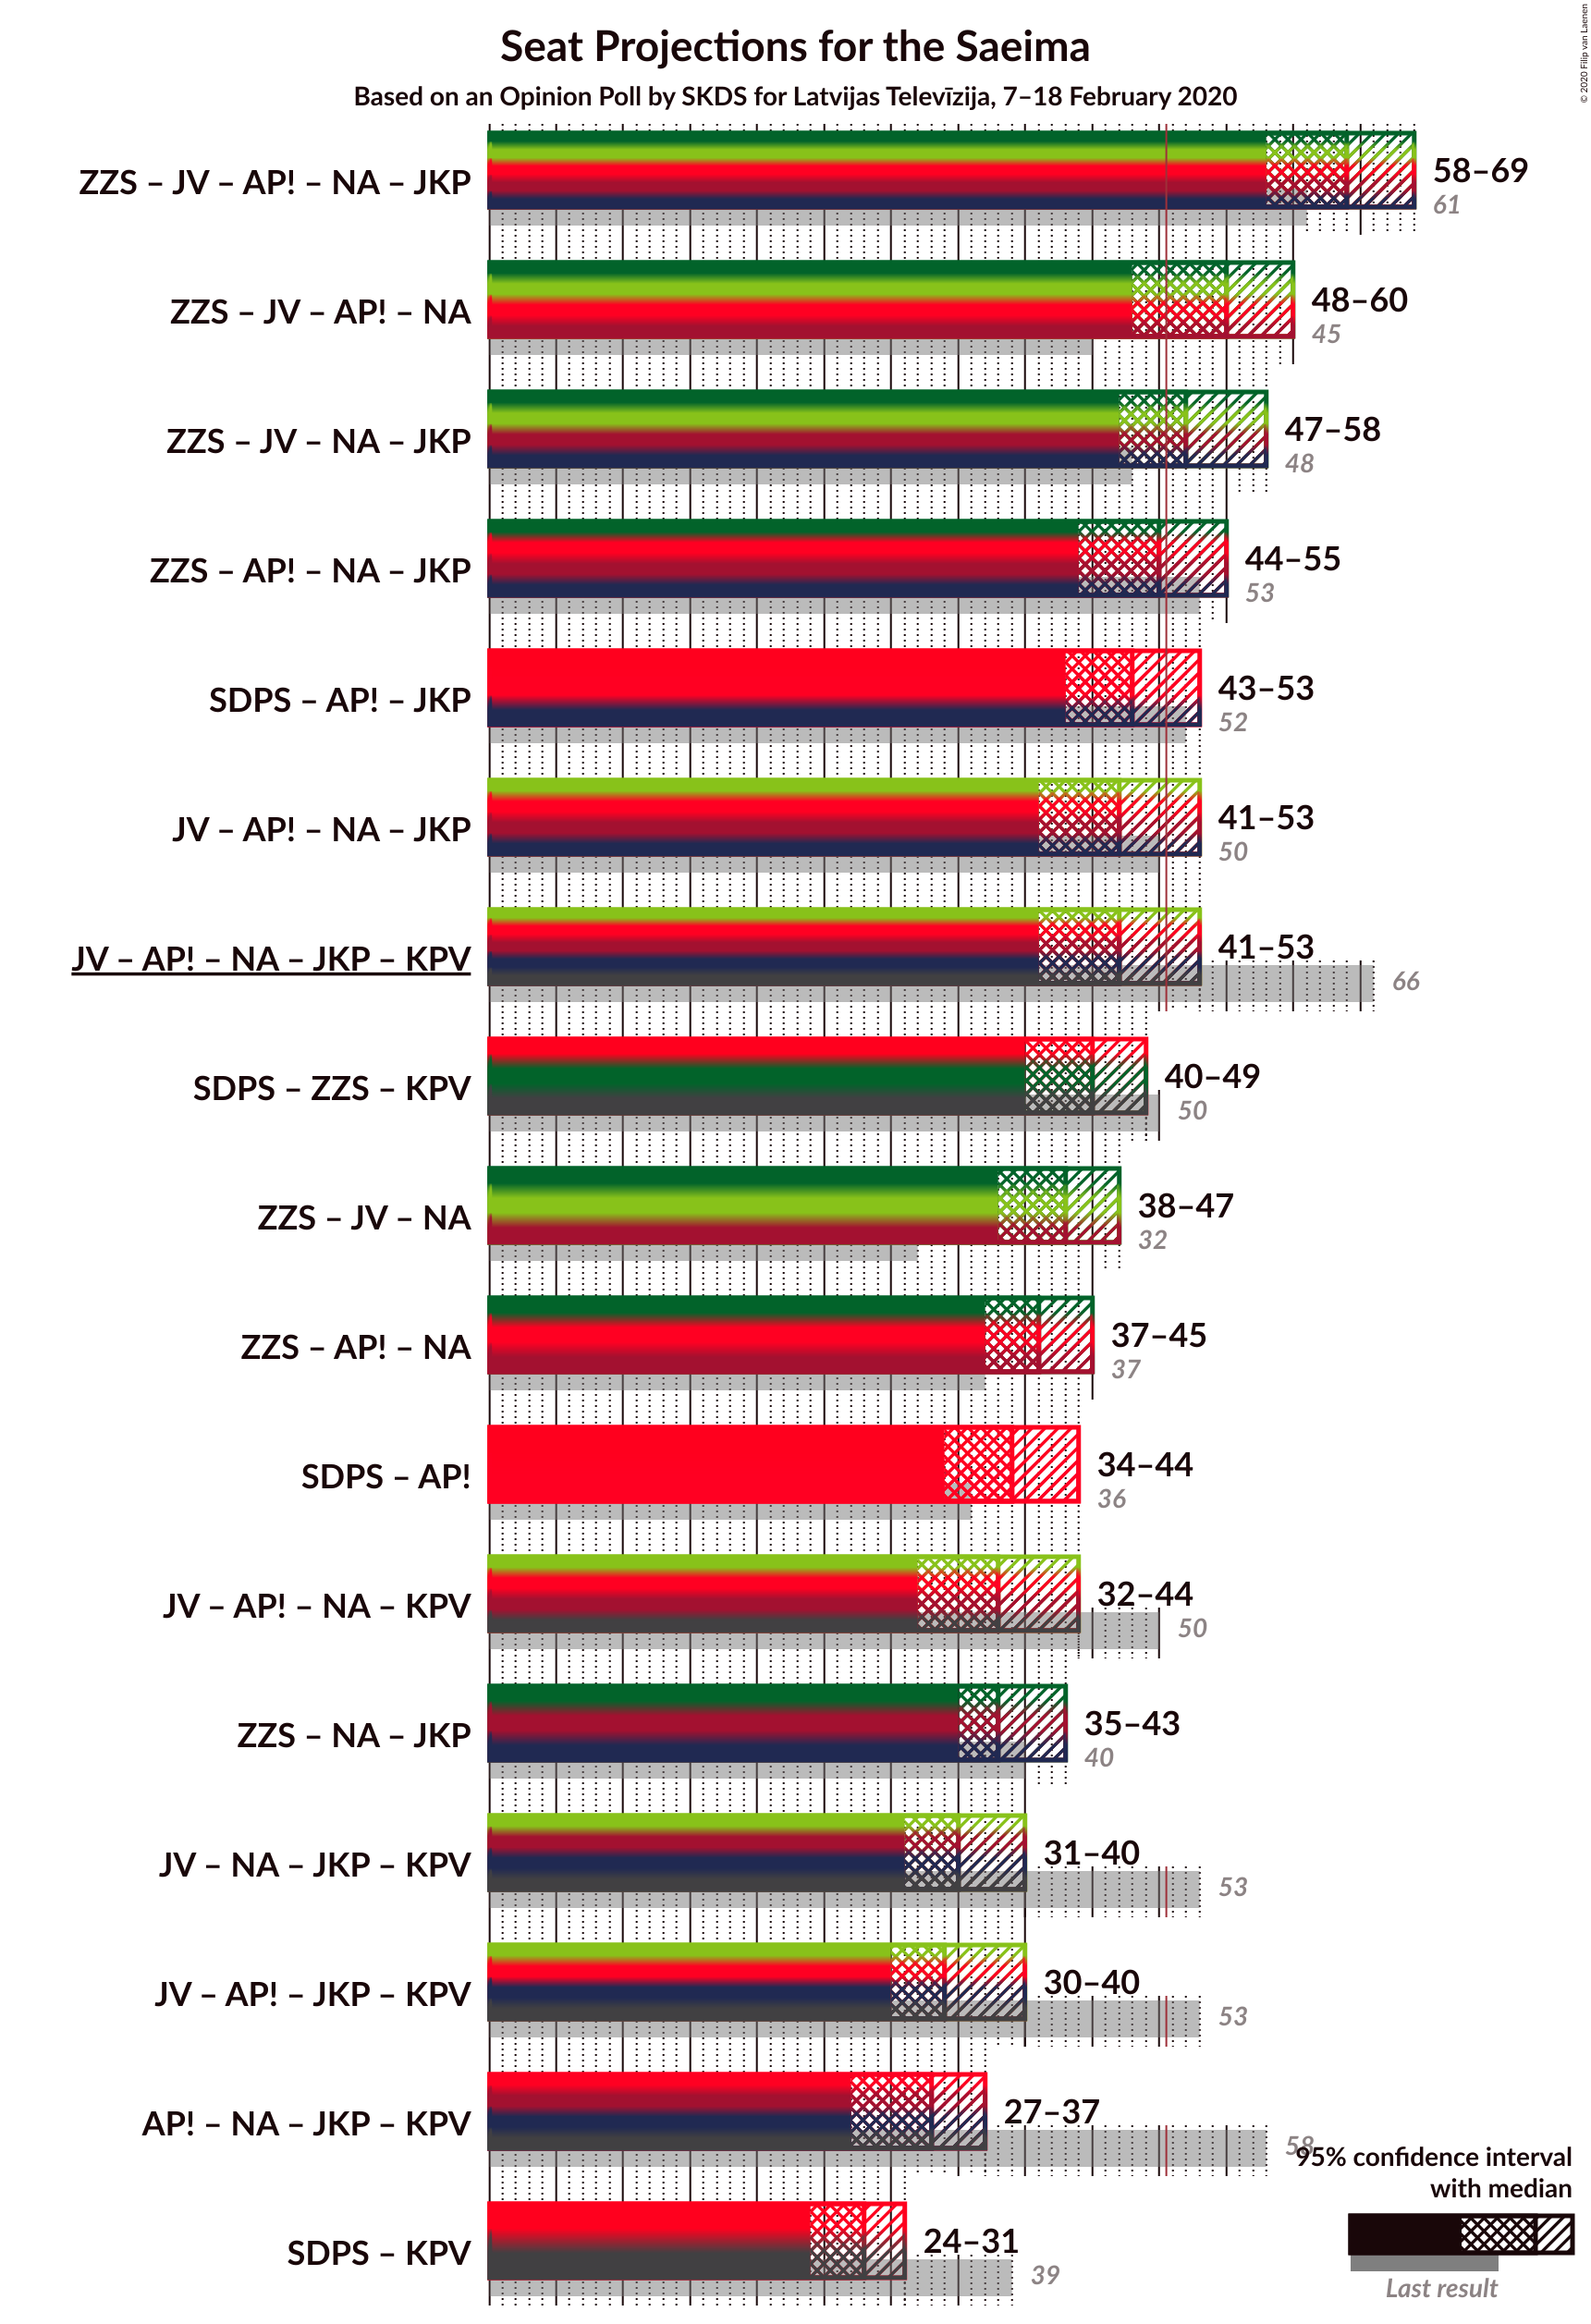 Seat Projections for the Saeima
Based on an Opinion Poll by SKDS for Latvijas Televīzija, 7–18 February 2020
© 2020 Filip van Laenen
ZZS – JV – AP! – NA – JKP
58–69
61
ZZS – JV – AP! – NA
48–60
45
ZZS – JV – NA – JKP
47–58
48
ZZS – AP! – NA – JKP
44–55
53
SDPS – AP! – JKP
43–53
52
JV – AP! – NA – JKP
41–53
50
JV – AP! – NA – JKP – KPV
41–53
66
SDPS – ZZS – KPV
40–49
50
ZZS – JV – NA
38–47
32
ZZS – AP! – NA
37–45
37
SDPS – AP!
34–44
36
JV – AP! – NA – KPV
32–44
50
ZZS – NA – JKP
35–43
40
JV – NA – JKP – KPV
31–40
53
JV – AP! – JKP – KPV
30–40
53
AP! – NA – JKP – KPV
27–37
58
SDPS – KPV
24–31
39
95% confidence interval
with median
Last result